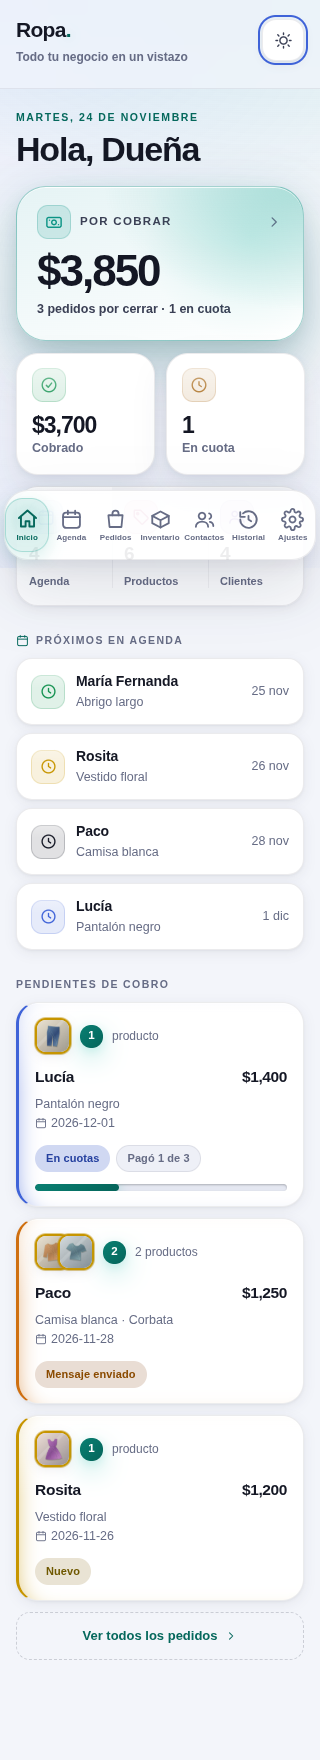 Ropa.
Todo tu negocio en un vistazo
MARTES, 24 DE NOVIEMBRE
Hola, Dueña
POR COBRAR
$3,850
3 pedidos por cerrar · 1 en cuota
$3,700
Cobrado
1
En cuota
Inicio
Agenda
Pedidos
Inventario
Contactos
Historial
Ajustes
4
6
4
Agenda
Productos
Clientes
PRÓXIMOS EN AGENDA
María Fernanda
Abrigo largo
25 nov
Rosita
Vestido floral
26 nov
Paco
Camisa blanca
28 nov
Lucía
Pantalón negro
1 dic
PENDIENTES DE COBRO
1 producto
Lucía $1,400
Pantalón negro
2026-12-01
En cuotas Pagó 1 de 3
2 2 productos
Paco $1,250
Camisa blanca · Corbata
2026-11-28
Mensaje enviado
1 producto
Rosita $1,200
Vestido floral
2026-11-26
Nuevo
Ver todos los pedidos